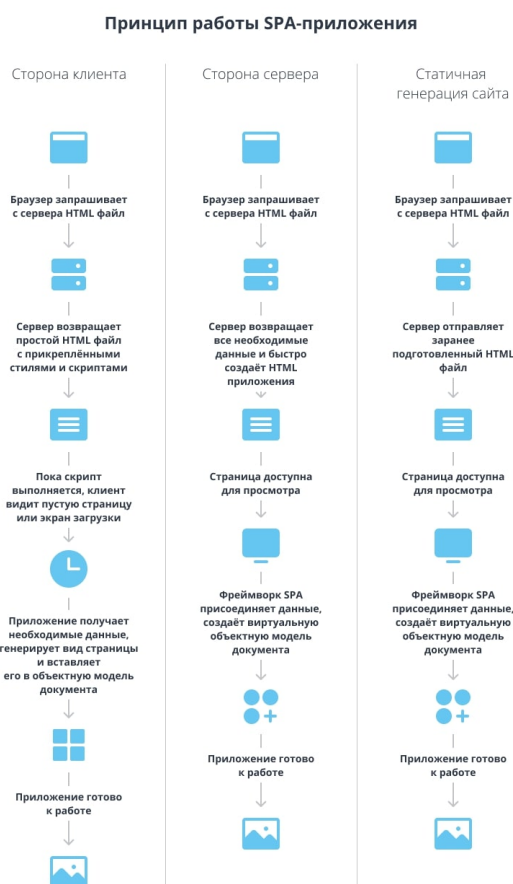 Принцип работы SPA-приложения
Сторона клиента
Браузер запрашивает
с сервера HTML файл
Сервер возвращает
простой HTML файл
с прикреплёнными
стилями и скриптами
Пока скрипт
выполняется, клиент
видит пустую страницу
или экран загрузки
Приложение получает
необходимые данные,
генерирует вид страницы
и вставляет
его в объектную модель
документа
Приложение готово
к работе
Сторона сервера
Браузер запрашивает
с сервера HTML файл
Сервер возвращает
все необходимые
данные и быстро
создаёт HTML
приложения
Страница доступна
для просмотра
Фреймворк SPA
присоединяет данные,
создаёт виртуальную
объектную модель
документа
Приложение готово
к работе
Статичная
генерация сайта
Браузер запрашивает
с сервера HTML файл
Сервер отправляет
заранее
подготовленный HTML
файл
Страница доступна
для просмотра
Фреймворк SPA
присоединяет данные,
создаёт виртуальную
объектную модель
документа
Приложение готово
к работе